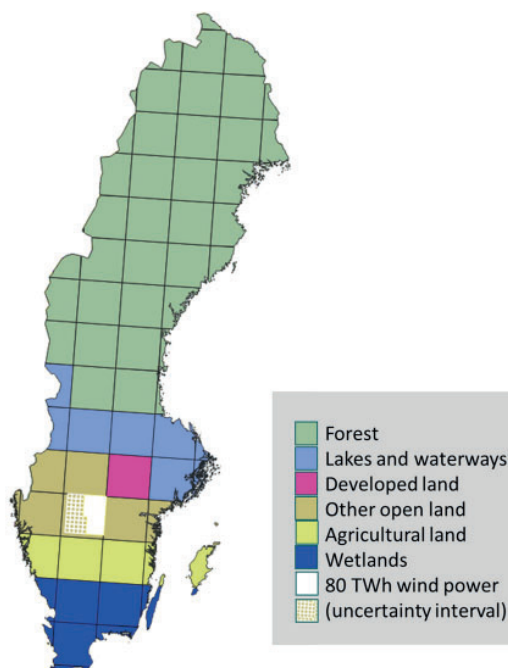 Forest
Lakes and waterways
Developed land
Other open land
Agricultural land
Wetlands
80 TWh wind power
(uncertainty interval)